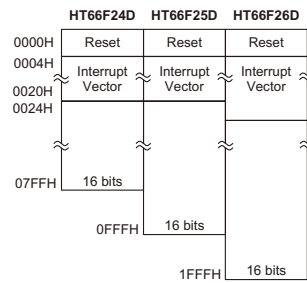 HT66F24D HT66F25D HT66F26D
0000H Reset Reset Reset
0004H
Interrupt Vector Interrupt Vector Interrupt Vector
0020H
0024H
07FFH 16 bits
0FFFH 16 bits
1FFFH 16 bits